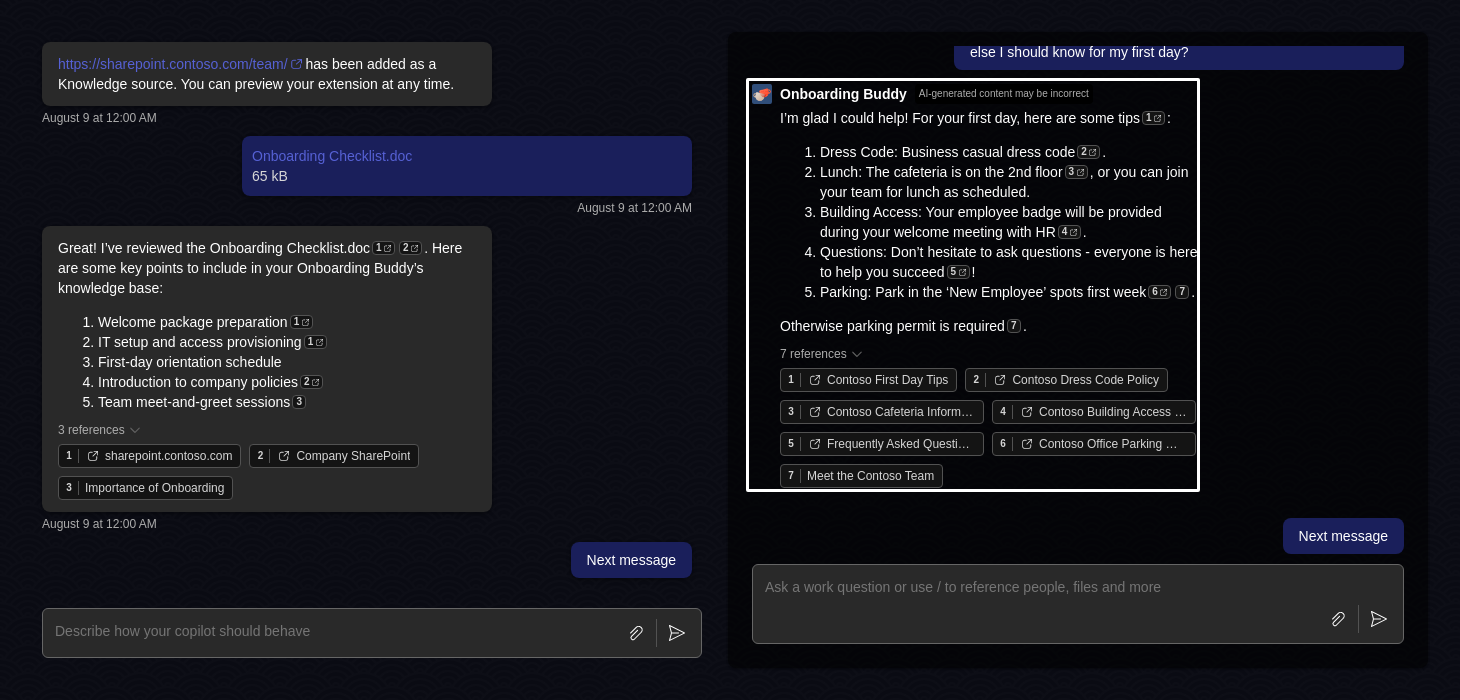 https://sharepoint.contoso.com/team/ has been added as a
Knowledge source. You can preview your extension at any time.
August 9 at 12:00 AM
Onboarding Checklist.doc
65 kB
August 9 at 12:00 AM
Great! I’ve reviewed the Onboarding Checklist.doc 1 2 . Here
are some key points to include in your Onboarding Buddy’s
knowledge base:
1. Welcome package preparation 1
2. IT setup and access provisioning 1
3. First-day orientation schedule
4. Introduction to company policies 2
5. Team meet-and-greet sessions 3
3 references
1 sharepoint.contoso.com 2 Company SharePoint
3 Importance of Onboarding
August 9 at 12:00 AM
Next message
Describe how your copilot should behave
else I should know for my first day?
Onboarding Buddy AI-generated content may be incorrect
I’m glad I could help! For your first day, here are some tips 1 :
1. Dress Code: Business casual dress code 2 .
2. Lunch: The cafeteria is on the 2nd floor 3 , or you can join
your team for lunch as scheduled.
3. Building Access: Your employee badge will be provided
during your welcome meeting with HR 4 .
4. Questions: Don’t hesitate to ask questions - everyone is here
to help you succeed 5 !
5. Parking: Park in the ‘New Employee’ spots first week 6 7 .
Otherwise parking permit is required 7 .
7 references
1 Contoso First Day Tips 2 Contoso Dress Code Policy
3 Contoso Cafeteria Inform… 4 Contoso Building Access …
5 Frequently Asked Questi… 6 Contoso Office Parking …
7 Meet the Contoso Team
Next message
Ask a work question or use / to reference people, files and more